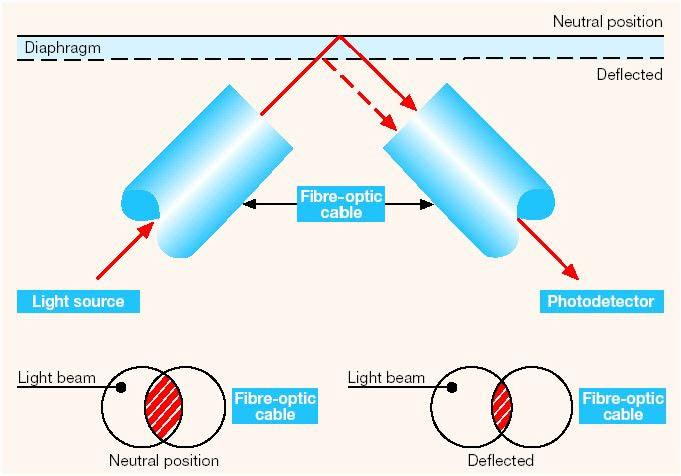 Neutral position
Diaphragm
Deflected
Fibre-optic
cable
Light source
Photodetector
Light beam
Fibre-optic
cable
Neutral position
Light beam
Fibre-optic
cable
Deflected